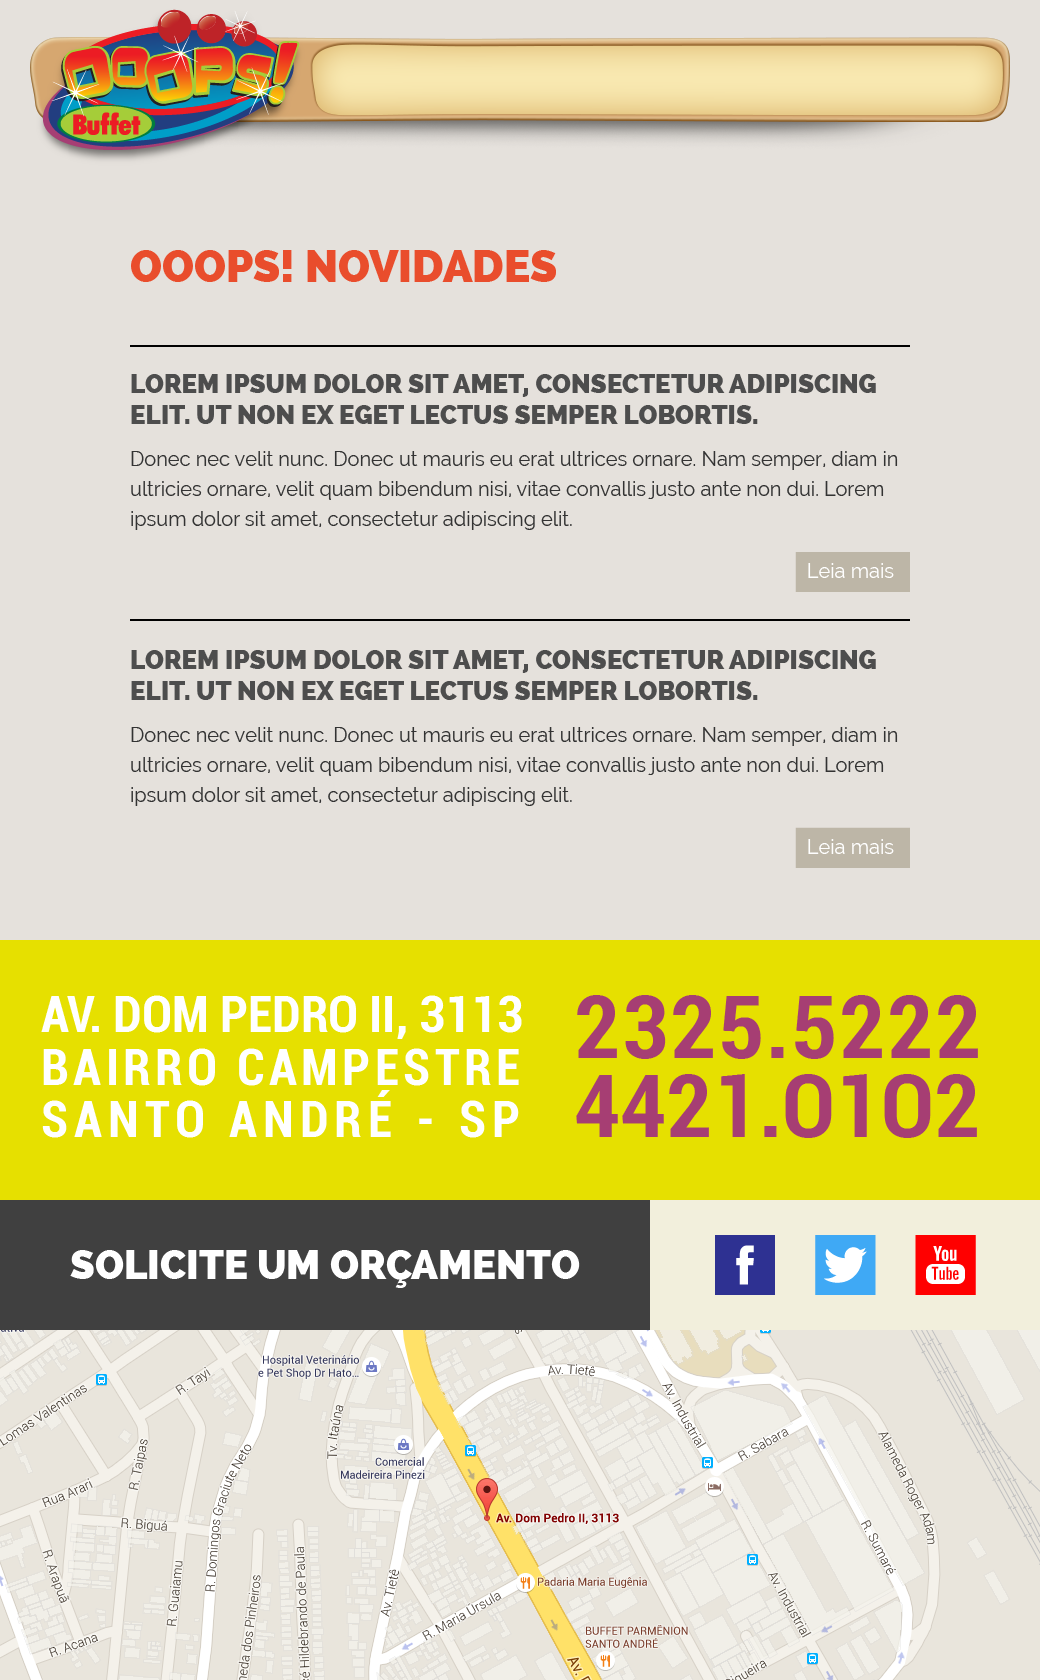 OOOPS!
Buffet
OOOPS! NOVIDADES
LOREM IPSUM DOLOR SIT AMET, CONSECTETUR ADIPISCING
ELIT. UT NON EX EGET LECTUS SEMPER LOBORTIS.
Donec nec velit nunc. Donec ut mauris eu erat ultrices ornare. Nam semper, diam in
ultricies ornare, velit quam bibendum nisi, vitae convallis justo ante non dui. Lorem
ipsum dolor sit amet, consectetur adipiscing elit.
Leia mais
LOREM IPSUM DOLOR SIT AMET, CONSECTETUR ADIPISCING
ELIT. UT NON EX EGET LECTUS SEMPER LOBORTIS.
Donec nec velit nunc. Donec ut mauris eu erat ultrices ornare. Nam semper, diam in
ultricies ornare, velit quam bibendum nisi, vitae convallis justo ante non dui. Lorem
ipsum dolor sit amet, consectetur adipiscing elit.
Leia mais
AV. DOM PEDRO II, 3113
BAIRRO CAMPESTRE
SANTO ANDRÉ - SP
2325.5222
4421.0102
SOLICITE UM ORÇAMENTO
f
You
Tube
Hospital Veterinário
e Pet Shop Dr Hato...
Av. Tietê
R. Tayi
Lomas Valentinas
Tv. Itaúna
Av. Industrial
R. Sabara
Alameda Roger Adam
R. Taipas
Comercial
Madeireira Pinezi
Rua Arari
R. Domingos Graciute Neto
Av. Dom Pedro II, 3113
R. Biguá
R. Sumaré
R. Arapuã
R. Guaiamu
Av. Tietê
Padaria Maria Eugênia
R. Maria Ursula
Av. Industrial
meda dos Pinheiros
é Hildebrando de Paula
BUFFET PARMÊNION
SANTO ANDRÉ
R. Acana
Av.